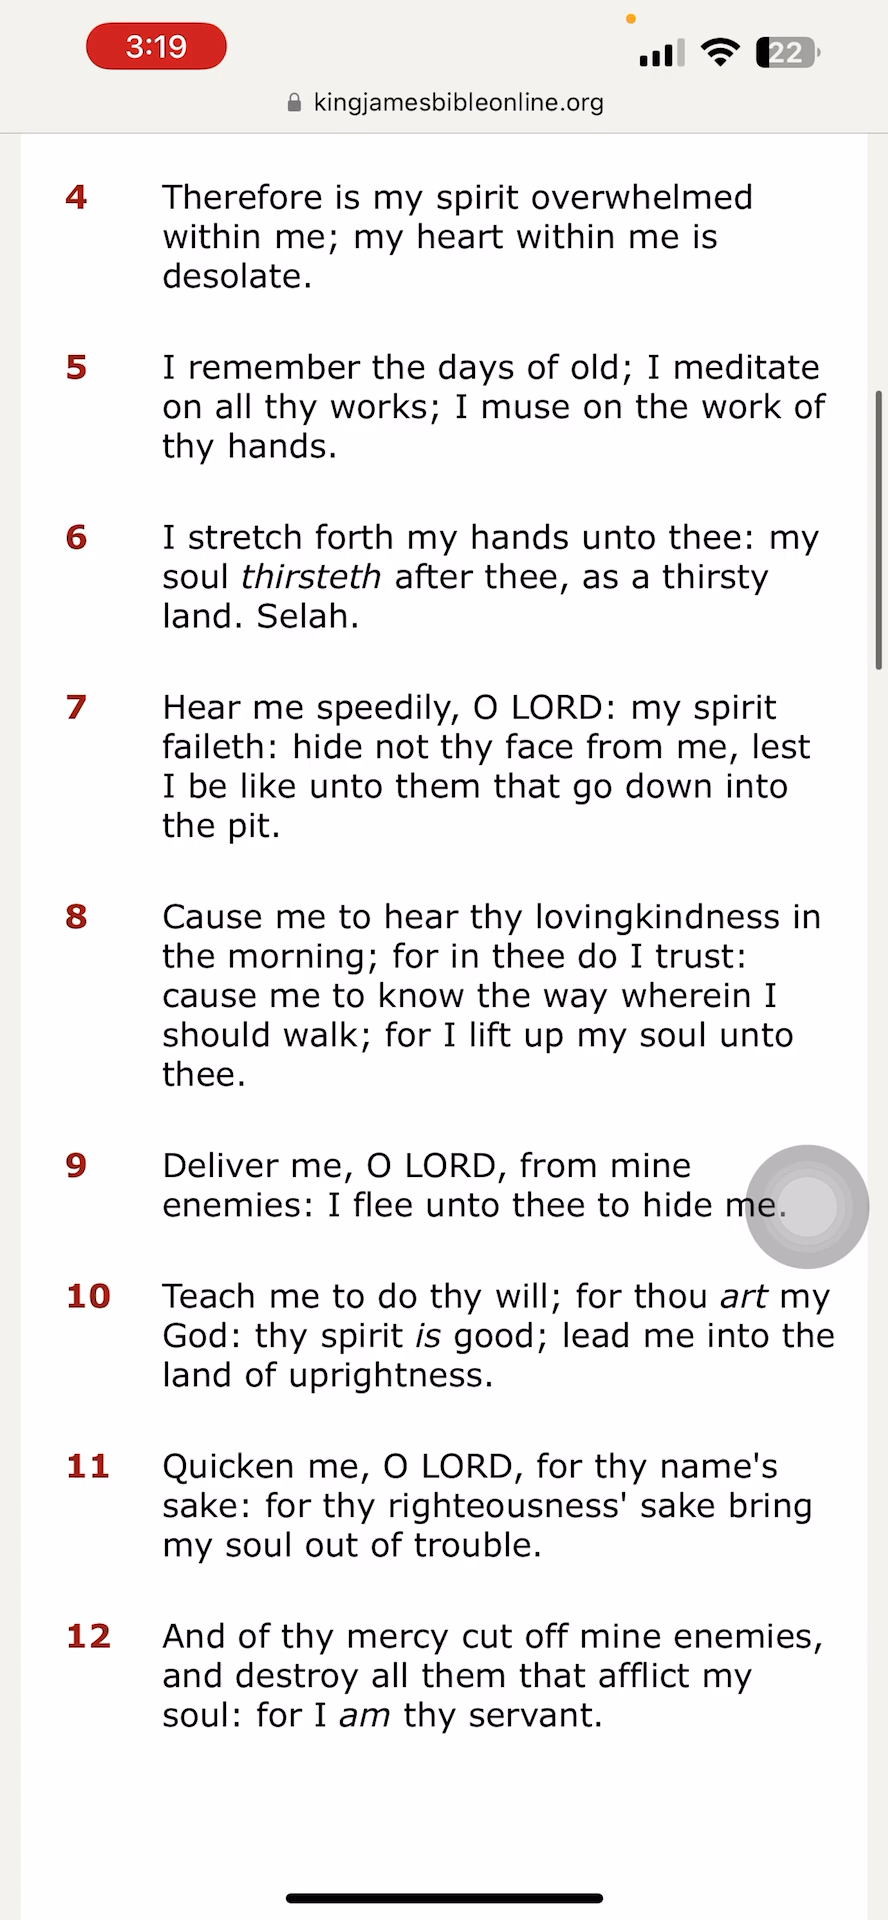 3:19
22
kingjamesbibleonline.org
4 Therefore is my spirit overwhelmed
within me; my heart within me is
desolate.
5 I remember the days of old; I meditate
on all thy works; I muse on the work of
thy hands.
6 I stretch forth my hands unto thee: my
soul thirsteth after thee, as a thirsty
land. Selah.
7 Hear me speedily, O LORD: my spirit
faileth: hide not thy face from me, lest
I be like unto them that go down into
the pit.
8 Cause me to hear thy lovingkindness in
the morning; for in thee do I trust:
cause me to know the way wherein I
should walk; for I lift up my soul unto
thee.
9 Deliver me, O LORD, from mine
enemies: I flee unto thee to hide me.
10 Teach me to do thy will; for thou art my
God: thy spirit is good; lead me into the
land of uprightness.
11 Quicken me, O LORD, for thy name's
sake: for thy righteousness' sake bring
my soul out of trouble.
12 And of thy mercy cut off mine enemies,
and destroy all them that afflict my
soul: for I am thy servant.